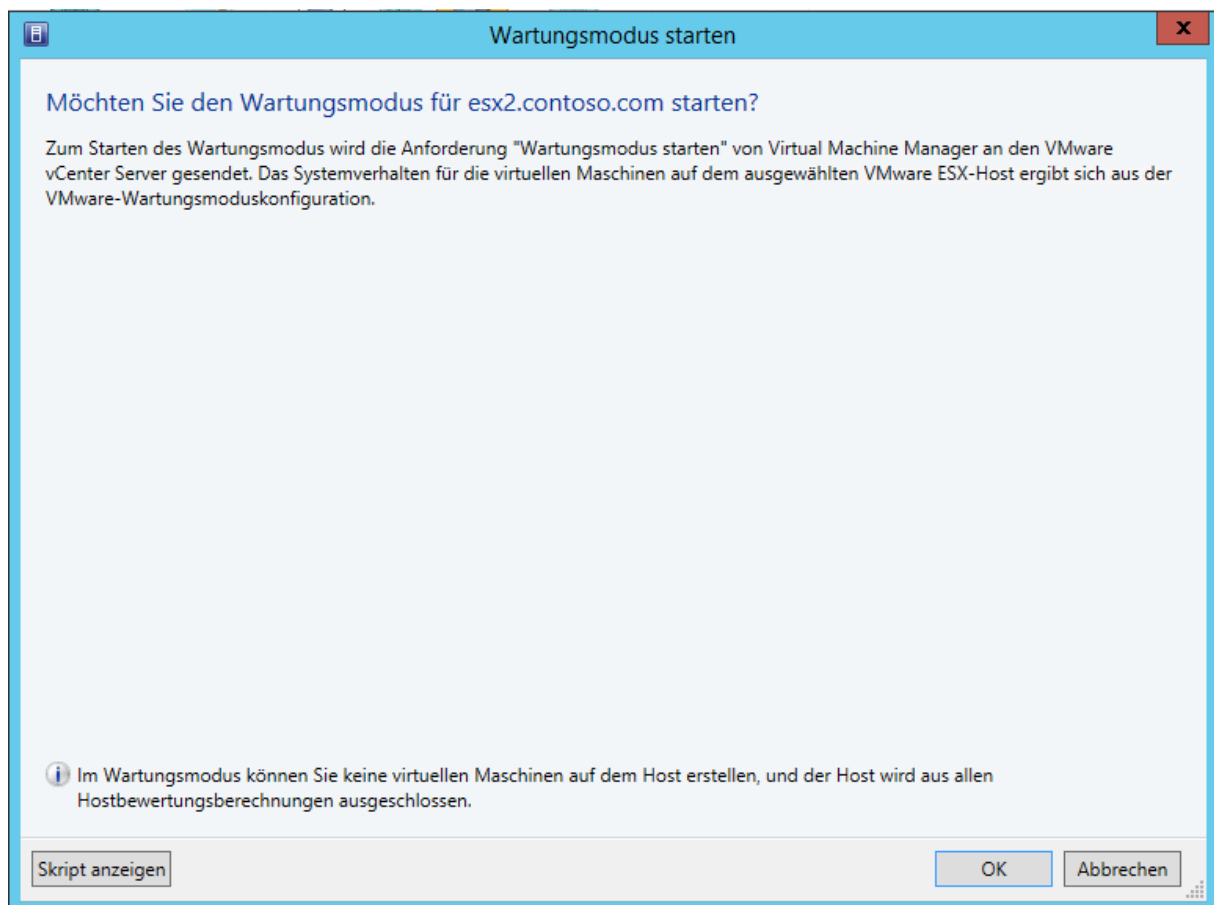 Wartungsmodus starten
x
Möchten Sie den Wartungsmodus für esx2.contoso.com starten?
Zum Starten des Wartungsmodus wird die Anforderung "Wartungsmodus starten" von Virtual Machine Manager an den VMware
vCenter Server gesendet. Das Systemverhalten für die virtuellen Maschinen auf dem ausgewählten VMware ESX-Host ergibt sich aus der
VMware-Wartungsmoduskonfiguration.
Im Wartungsmodus können Sie keine virtuellen Maschinen auf dem Host erstellen, und der Host wird aus allen
Hostbewertungsberechnungen ausgeschlossen.
Skript anzeigen
OK
Abbrechen